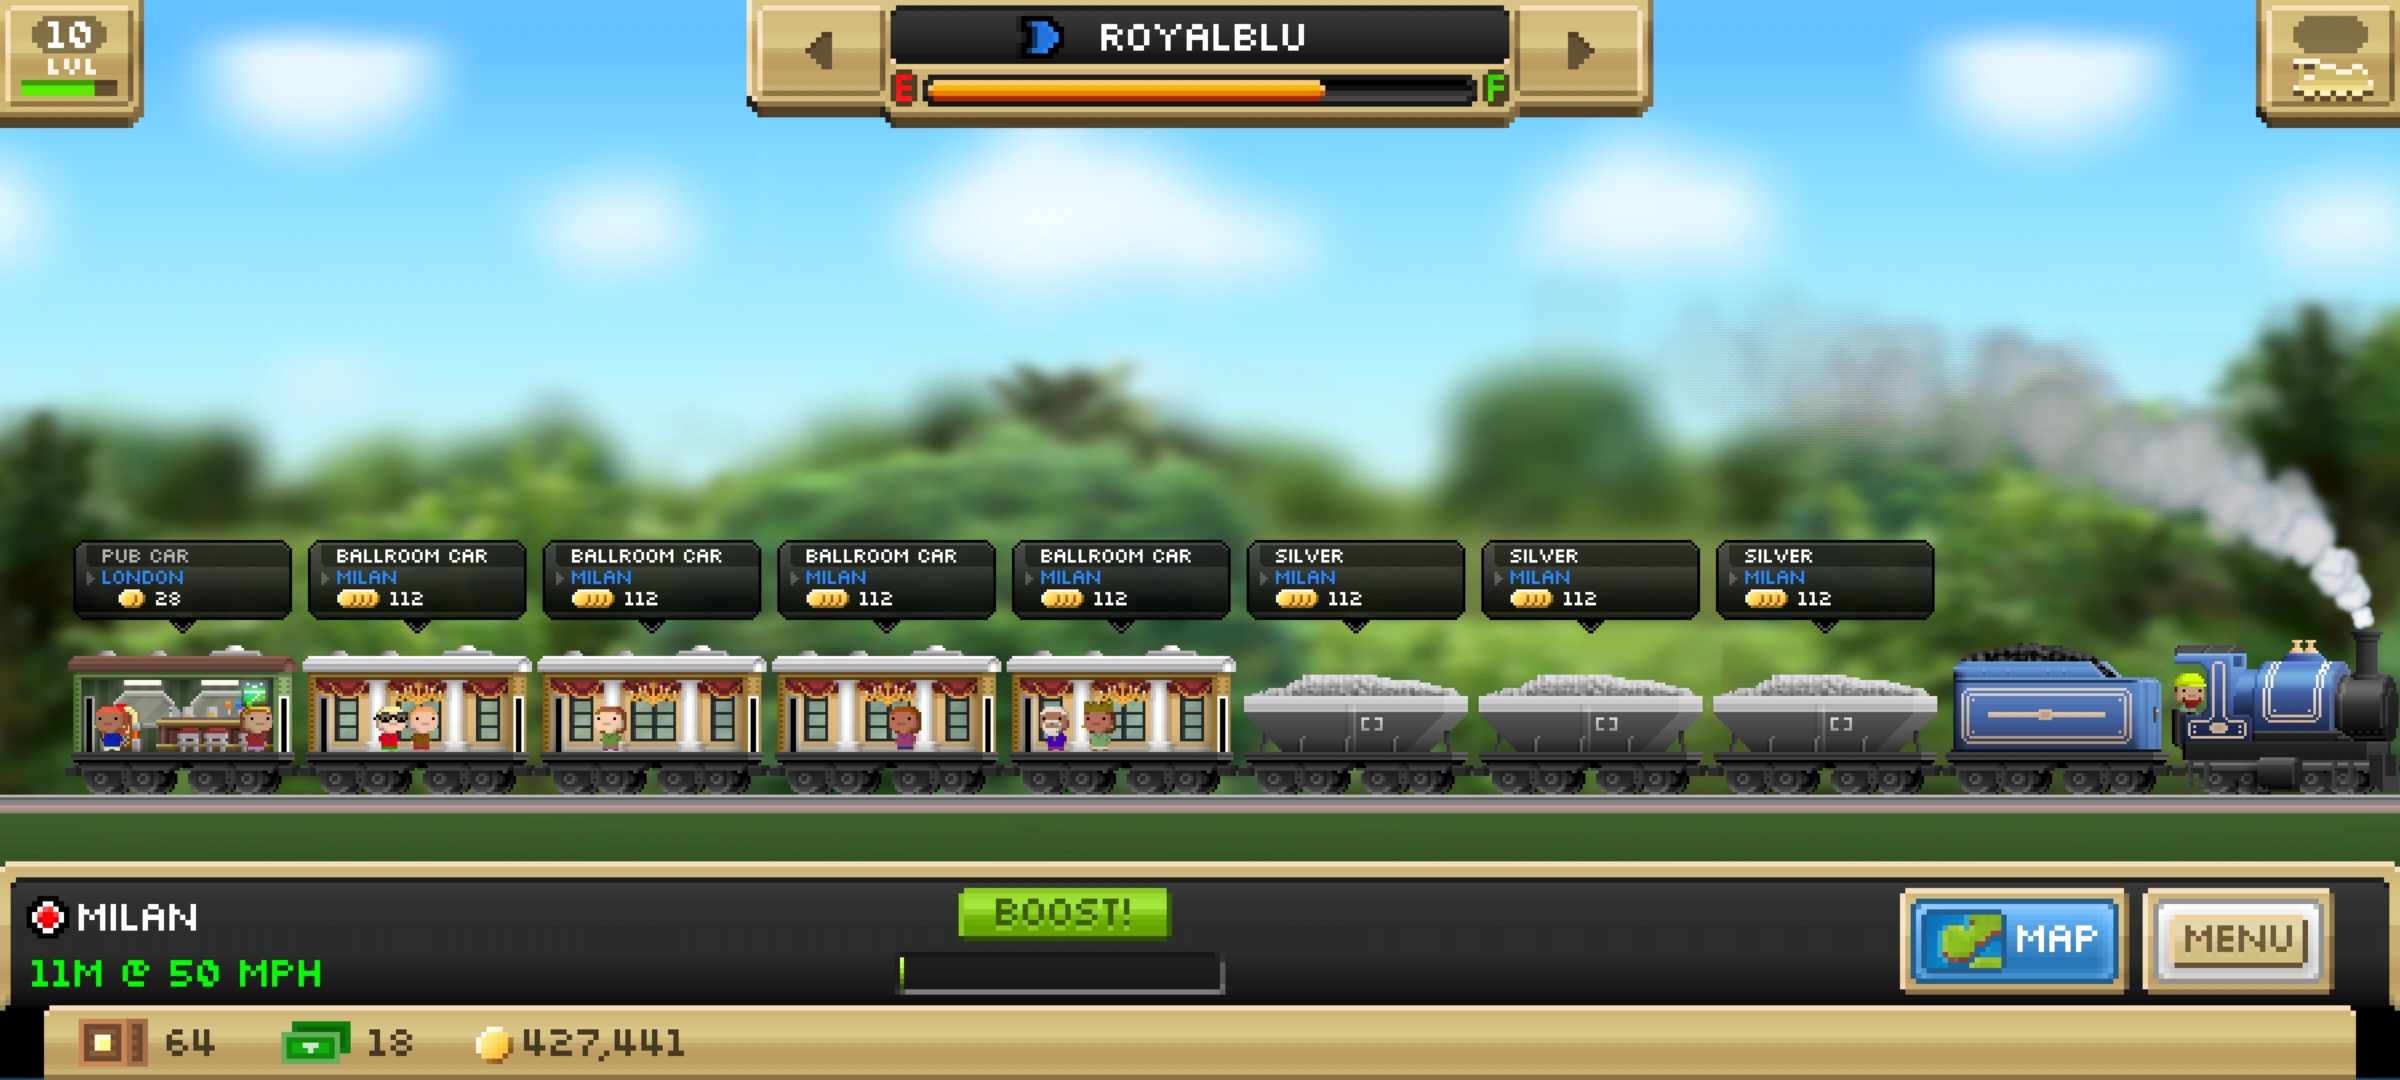 10
LVL
ROYALBLU
E F
PUB CAR
LONDON
28
BALLROOM CAR
MILAN
112
BALLROOM CAR
MILAN
112
BALLROOM CAR
MILAN
112
BALLROOM CAR
MILAN
112
SILVER
MILAN
112
SILVER
MILAN
112
SILVER
MILAN
112
MILAN
11M @ 50 MPH
BOOST!
MAP
MENU
64
18
427,441